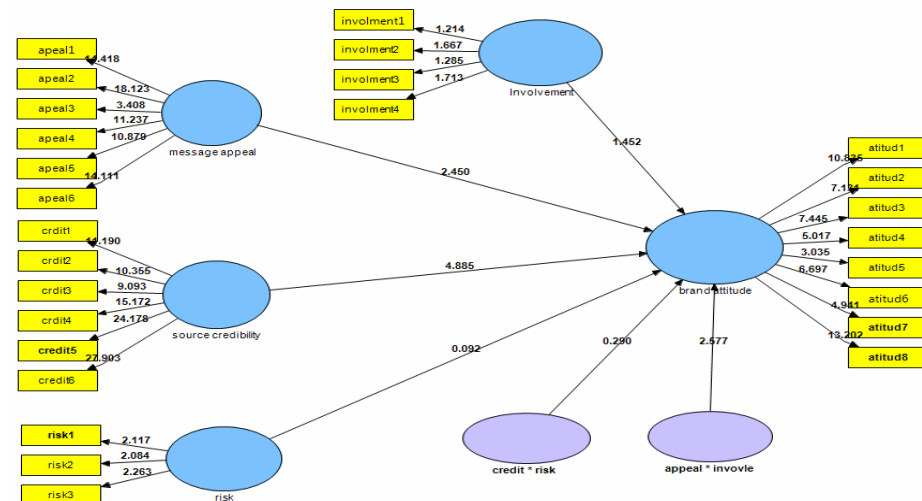 involment1
1.214
involment2
1.667
involment3
1.285
involment4
1.713
Involvement
apeal1
14.418
apeal2
18.123
apeal3
3.408
apeal4
11.237
apeal5
10.879
apeal6
14.111
message appeal
2.450
1.452
crdit1
14.190
crdit2
10.355
crdit3
9.093
crdit4
15.172
credit5
24.178
credit6
27.903
source credibility
4.885
risk1
2.117
risk2
2.084
risk3
2.263
risk
0.092
credit * risk
0.290
appeal * invovle
2.577
brand attitude
atitud1
10.835
atitud2
atitud3
7.445
atitud4
5.017
atitud5
3.035
atitud6
6.697
atitud7
4.941
atitud8
13.202